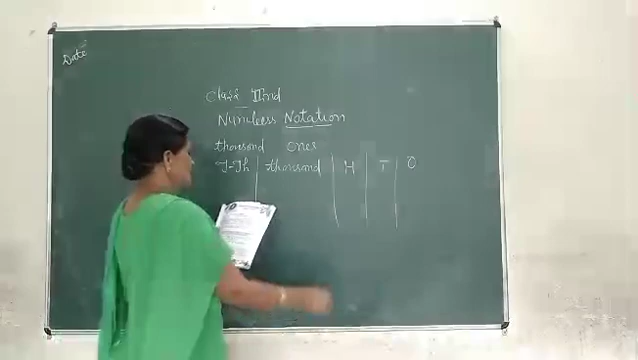 Date
Class IInd
Numbers Notation
thousand ones
T-Th thousand H T O